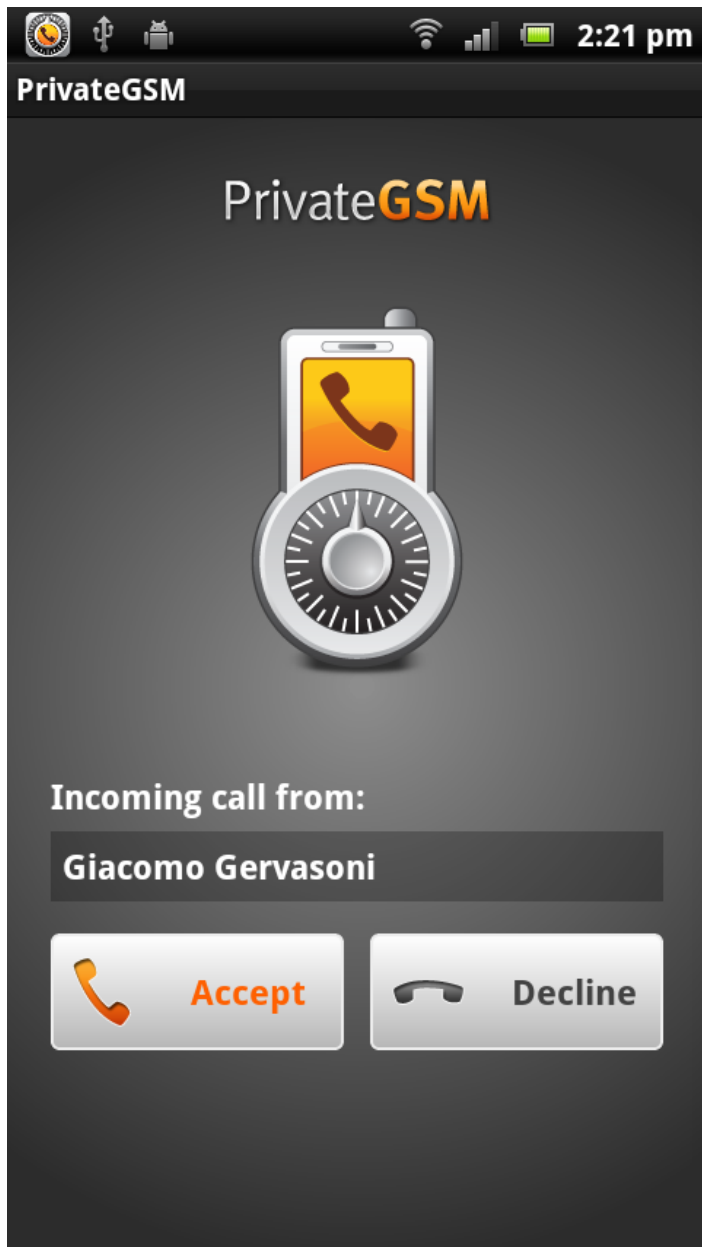 2:21 pm
PrivateGSM
PrivateGSM
Incoming call from:
Giacomo Gervasoni
Accept
Decline